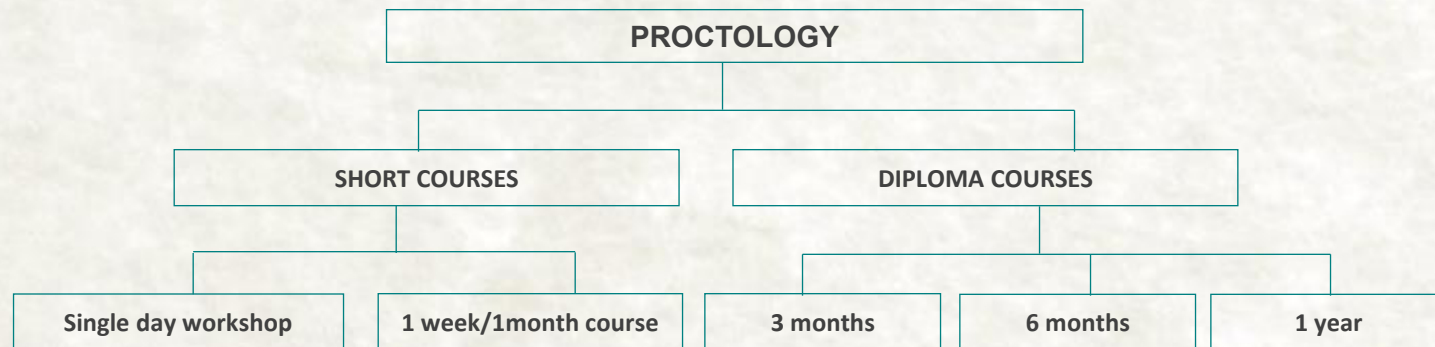 PROCTOLOGY
SHORT COURSES
DIPLOMA COURSES
Single day workshop
1 week/1month course
3 months
6 months
1 year